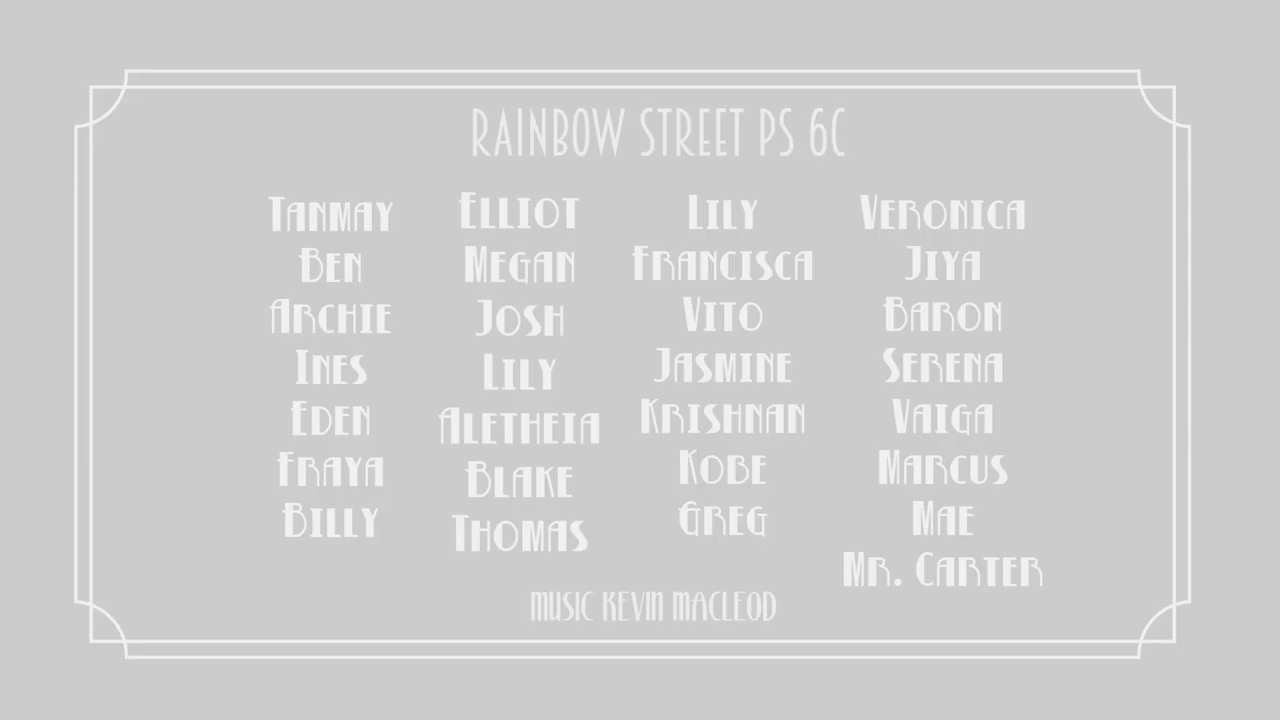 RAINBOW STREET PS 6C
TANMAY
BEN
ARCHIE
INES
EDEN
FRAYA
BILLY
ELLIOT
MEGAN
JOSH
LILY
ALETHEIA
BLAKE
THOMAS
LILY
FRANCISCA
VITO
JASMINE
KRISHNAN
KOBE
GREG
VERONICA
JIYA
BARON
SERENA
VAIGA
MARCUS
MAE
MR. CARTER
MUSIC KEVIN MACLEOD